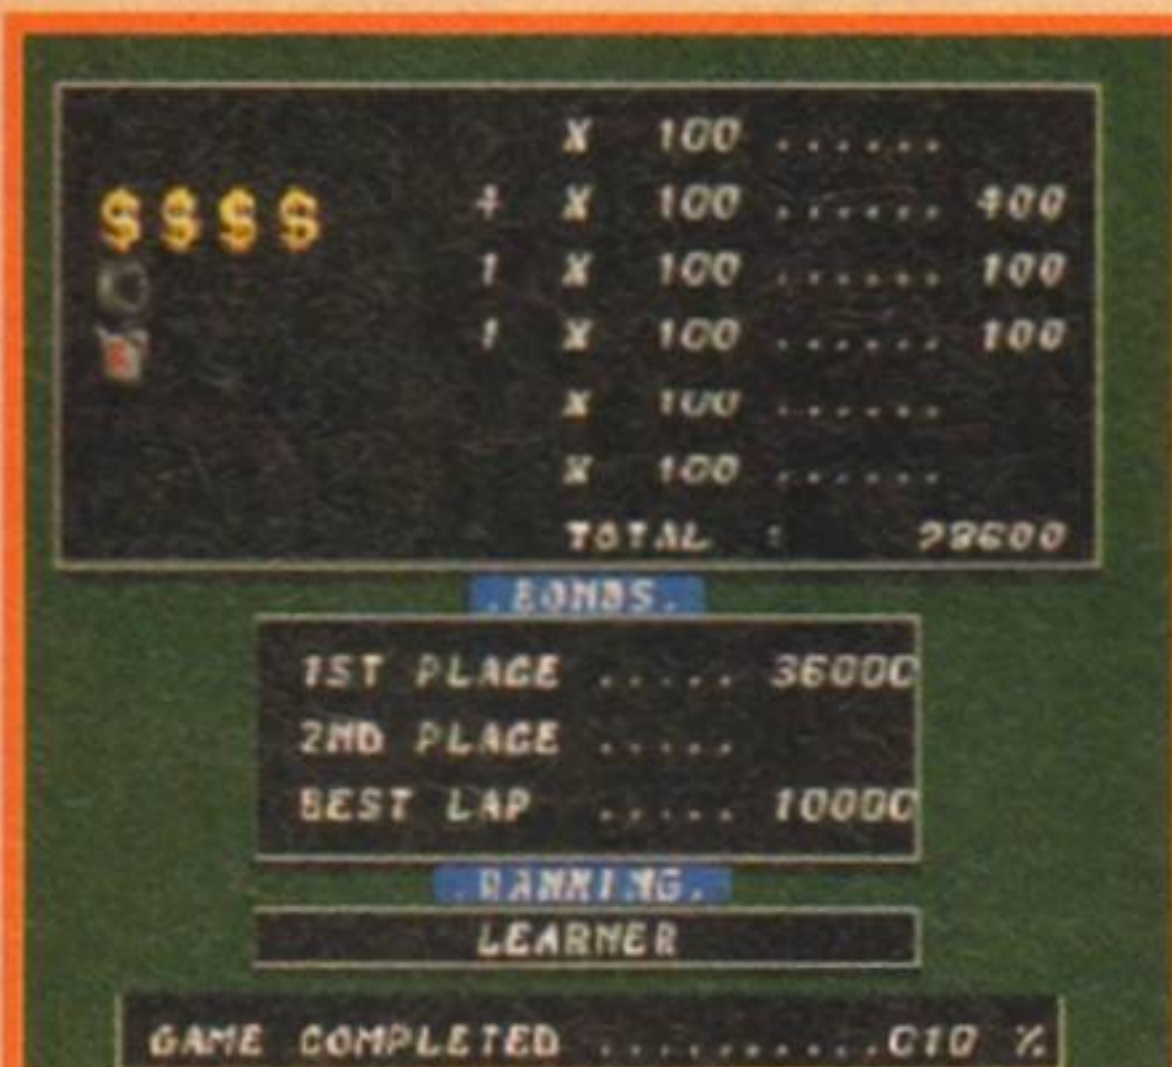 X 100 ......
$ $ $ $ 4 X 100 ...... 400
1 X 100 ...... 100
1 X 100 ...... 100
X 100 ......
X 100 ......
TOTAL : 28600
.BONUS.
1ST PLACE ..... 36000
2ND PLACE .....
BEST LAP ..... 10000
.RANKING.
LEARNER
GAME COMPLETED .......... 010 %